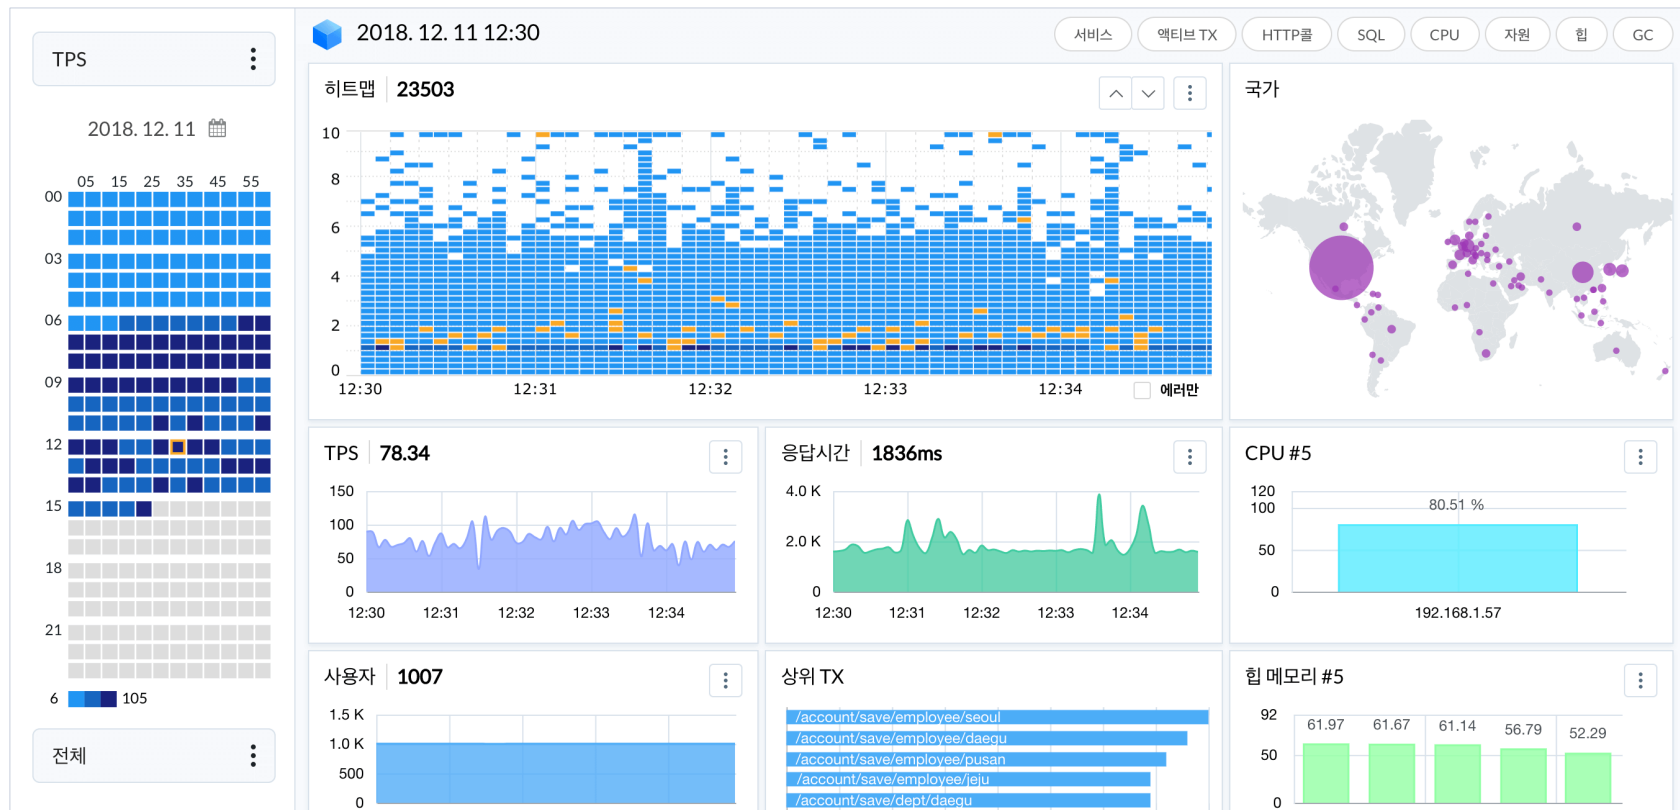 TPS
2018. 12. 11
05 15 25 35 45 55
00
03
06
09
12
15
18
21
6 105
전체
2018. 12. 11 12:30
서비스 액티브 TX HTTP콜 SQL CPU 자원 힙 GC
히트맵 23503
10
8
6
4
2
0
12:30 12:31 12:32 12:33 12:34
에러만
국가
TPS 78.34
150
100
50
0
12:30 12:31 12:32 12:33 12:34
응답시간 1836ms
4.0 K
2.0 K
0
12:30 12:31 12:32 12:33 12:34
CPU #5
120
100
50
0
80.51 %
192.168.1.57
사용자 1007
1.5 K
1.0 K
500
0
상위 TX
/account/save/employee/seoul
/account/save/employee/daegu
/account/save/employee/pusan
/account/save/employee/jeju
/account/save/dept/daegu
힙 메모리 #5
92
50
0
61.97 61.67 61.14 56.79 52.29